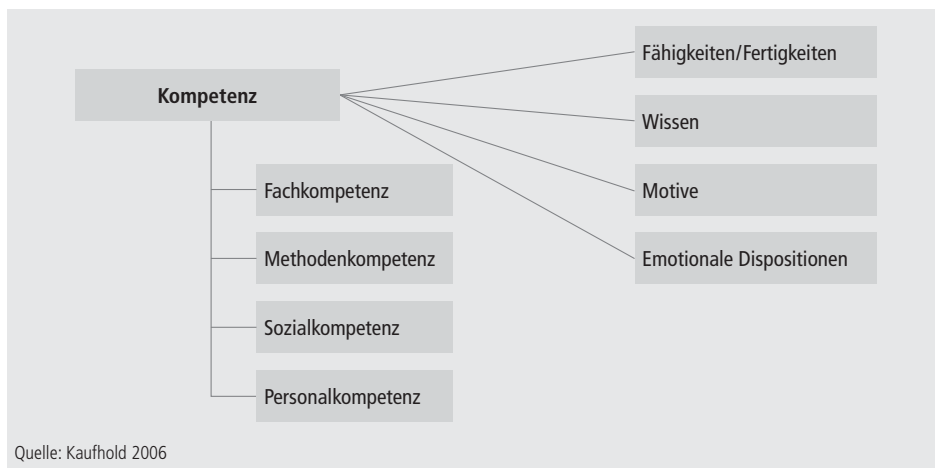 Kompetenz
Fachkompetenz
Methodenkompetenz
Sozialkompetenz
Personalkompetenz
Fähigkeiten/Fertigkeiten
Wissen
Motive
Emotionale Dispositionen
Quelle: Kaufhold 2006